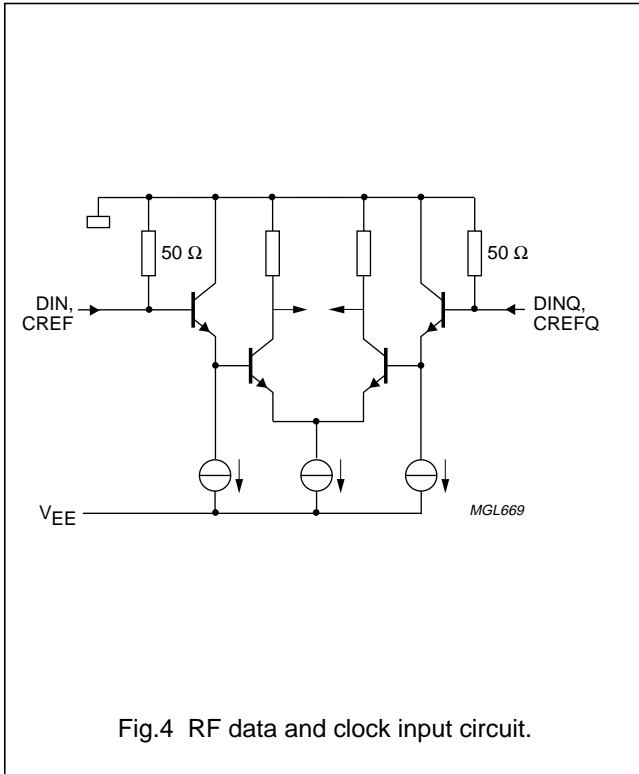 50 Ω
50 Ω
DIN,
CREF
DINQ,
CREFQ
VEE
MGL669
Fig.4 RF data and clock input circuit.